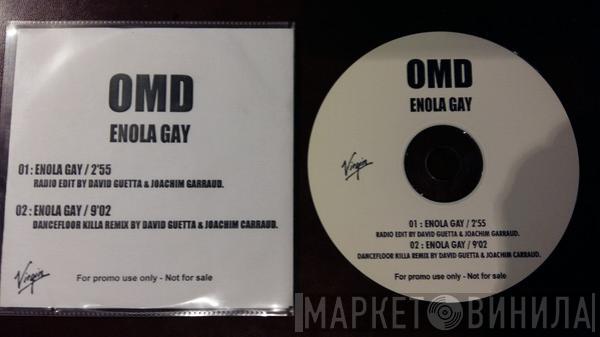 OMD
ENOLA GAY
01 : ENOLA GAY / 2'55
RADIO EDIT BY DAVID GUETTA & JOACHIM GARRAUD.
02 : ENOLA GAY / 9'02
DANCEFLOOR KILLA REMIX BY DAVID GUETTA & JOACHIM CARRAUD.
Virgin
For promo use only - Not for sale
OMD
ENOLA GAY
Virgin
01 : ENOLA GAY / 2'55
RADIO EDIT BY DAVID GUETTA & JOACHIM GARRAUD.
02 : ENOLA GAY / 9'02
DANCEFLOOR KILLA REMIX BY DAVID GUETTA & JOACHIM CARRAUD.
For promo use only - Not for sale
МАРКЕТ ВИНИЛА